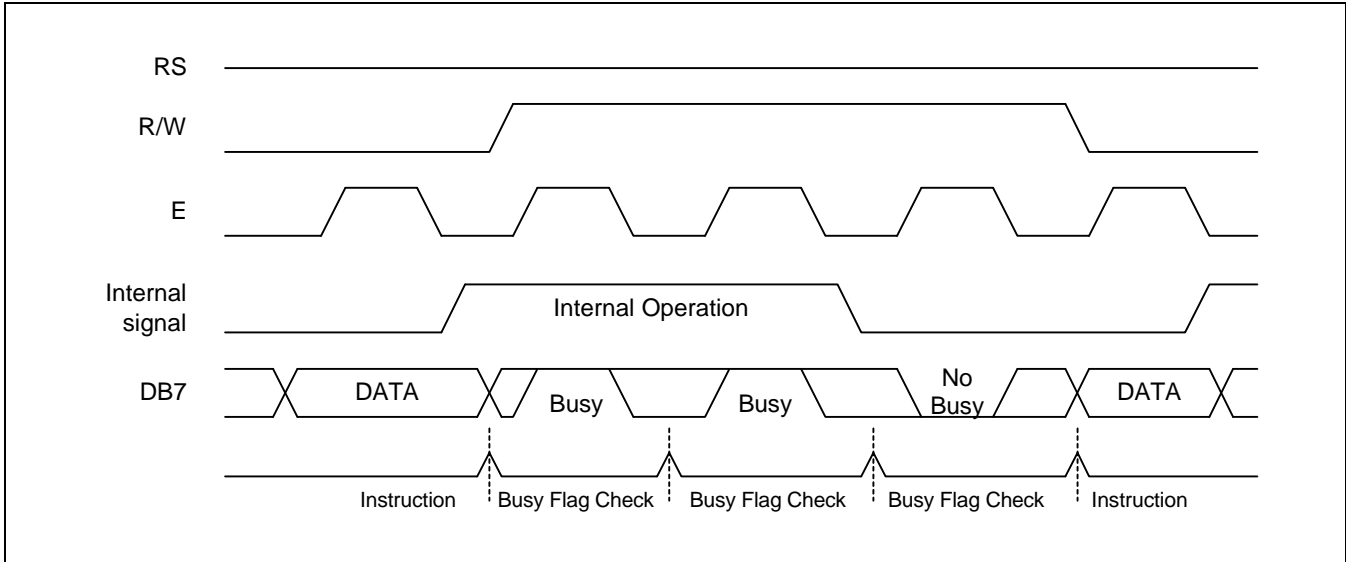 RS
R/W
E
Internal
signal
Internal Operation
DB7
DATA
Busy
Busy
No
Busy
DATA
Instruction
Busy Flag Check
Busy Flag Check
Busy Flag Check
Instruction